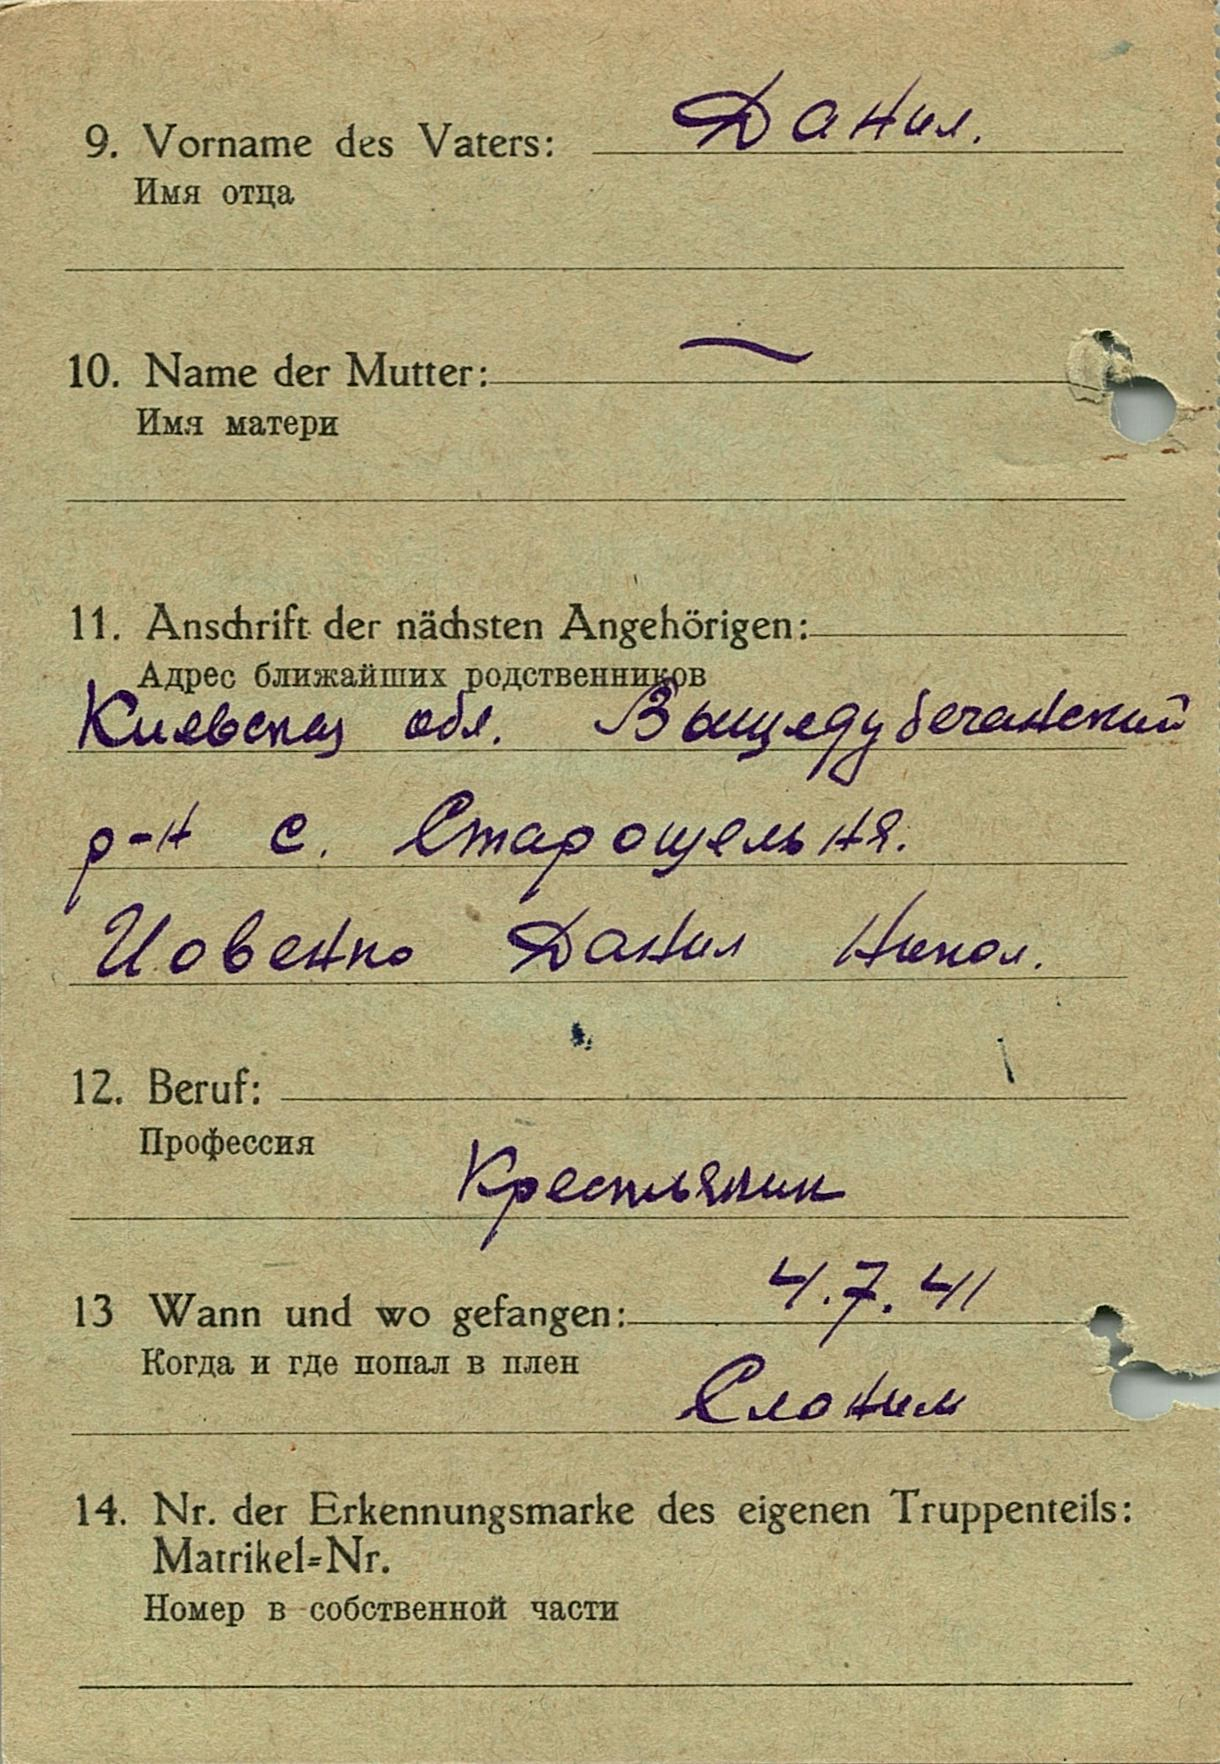 9. Vorname des Vaters: Данил.
Имя отца
10. Name der Mutter: —
Имя матери
11. Anschrift der nächsten Angehörigen:
Адрес ближайших родственников
Киевская обл. Выщедубечанский
р-н с. Старощельня.
Иовенко Данил Никол.
12. Beruf:
Профессия
Крестьянин
13 Wann und wo gefangen: 4.7.41
Когда и где попал в плен
Слоним
14. Nr. der Erkennungsmarke des eigenen Truppenteils:
Matrikel=Nr.
Номер в собственной части